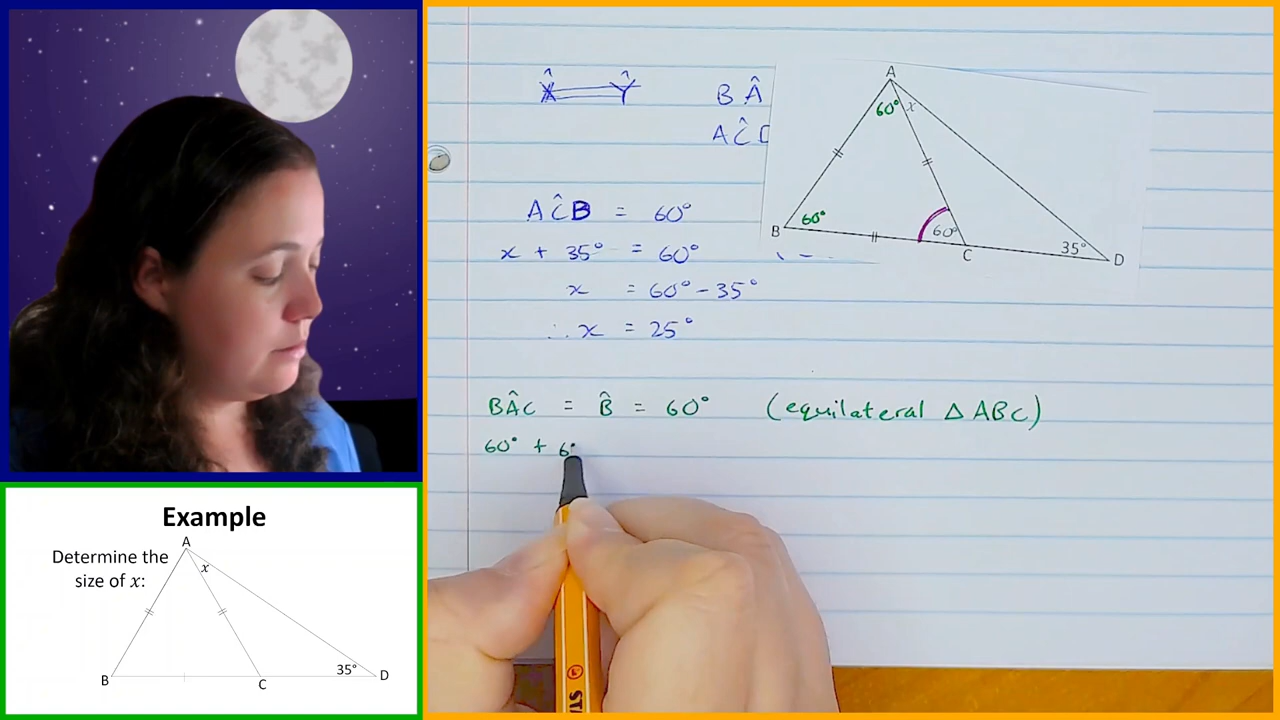 X̂ Ŷ
BÂ
AĈD
AĈB = 60°
x + 35° = 60°
x = 60° - 35°
∴ x = 25°
A
60° x
B 60°
60°
C
35°
D
BÂC = B̂ = 60° (equilateral △ABC)
60° + 6
Example
Determine the
size of x:
A
x
35°
B
C
D